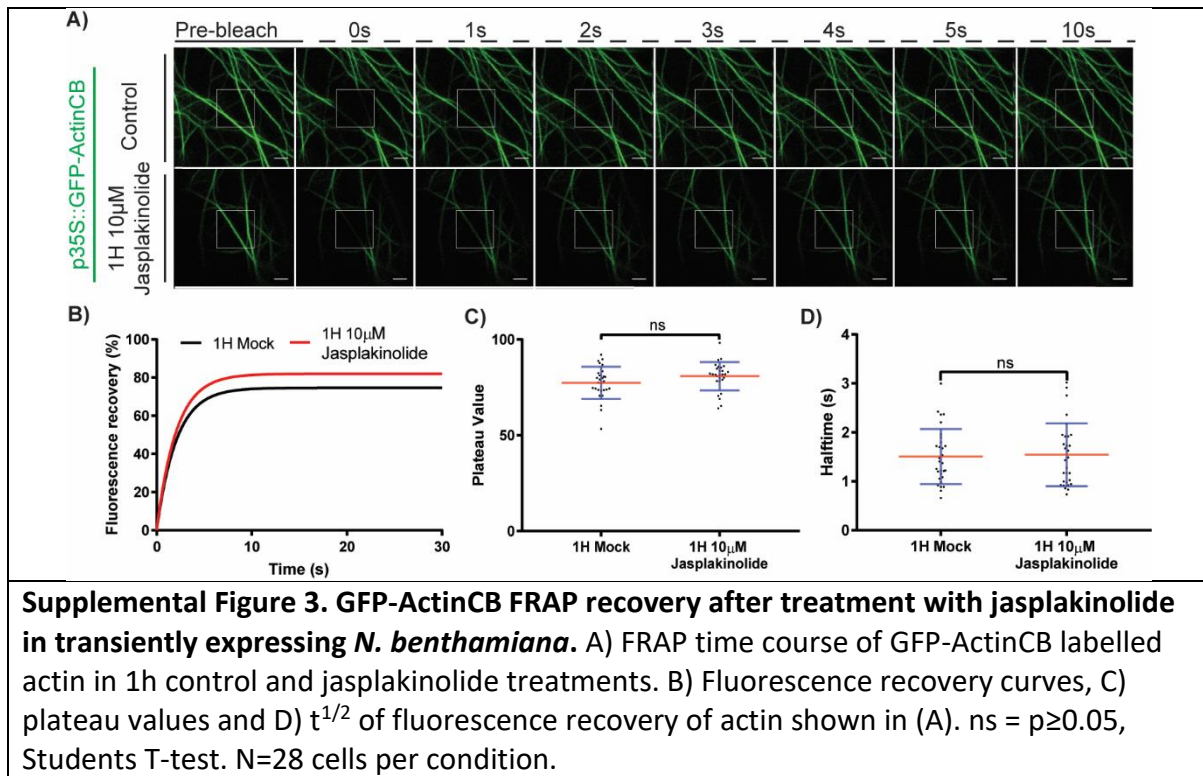 A)
Pre-bleach 0s 1s 2s 3s 4s 5s 10s
p35S::GFP-ActinCB
Control
1H 10μM
Jasplakinolide
B)
Fluorescence recovery (%)
100
80
60
40
20
0
0 10 20 30
Time (s)
1H Mock
1H 10μM
Jasplakinolide
C)
Plateau Value
100
50
0
ns
1H Mock
1H 10μM
Jasplakinolide
D)
Halftime (s)
4
3
2
1
0
ns
1H Mock
1H 10μM
Jasplakinolide
Supplemental Figure 3. GFP-ActinCB FRAP recovery after treatment with jasplakinolide
in transiently expressing N. benthamiana. A) FRAP time course of GFP-ActinCB labelled
actin in 1h control and jasplakinolide treatments. B) Fluorescence recovery curves, C)
plateau values and D) t1/2 of fluorescence recovery of actin shown in (A). ns = p≥0.05,
Students T-test. N=28 cells per condition.